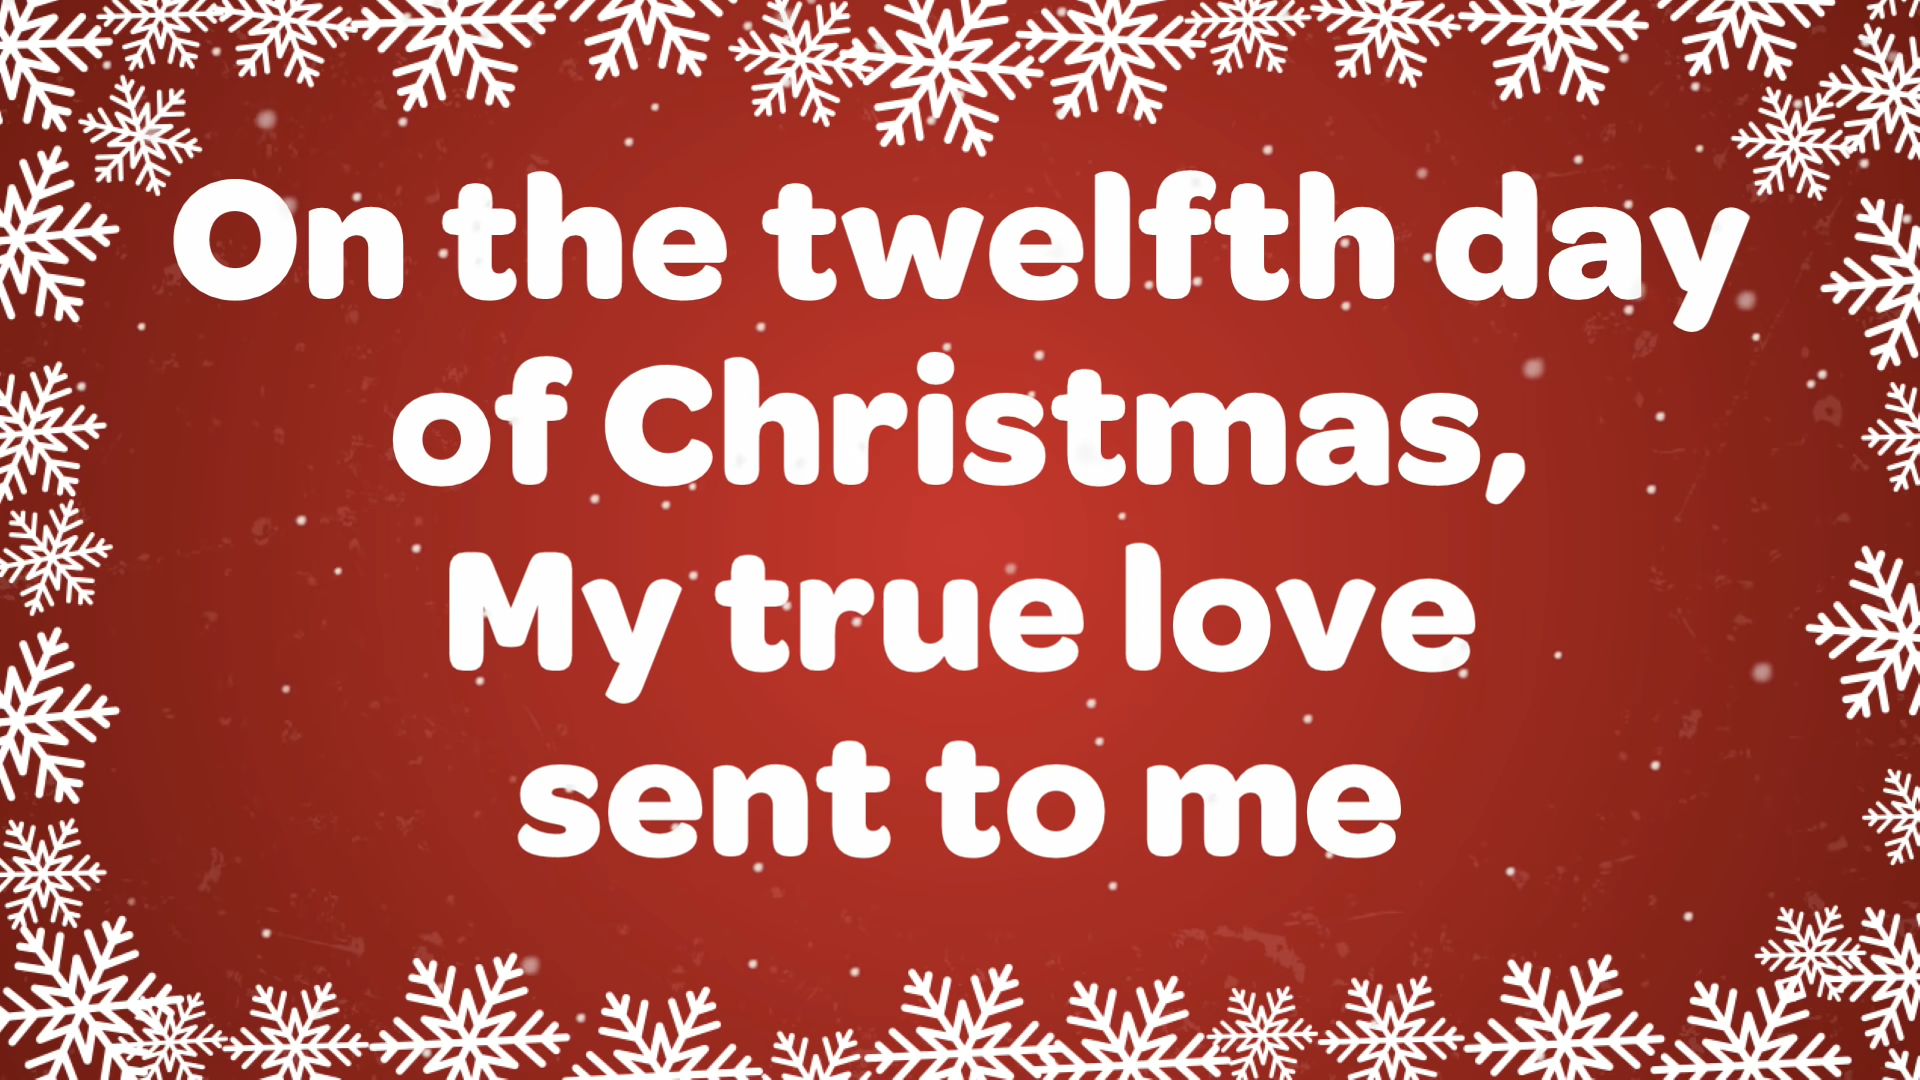 On the twelfth day
of Christmas,
My true love
sent to me